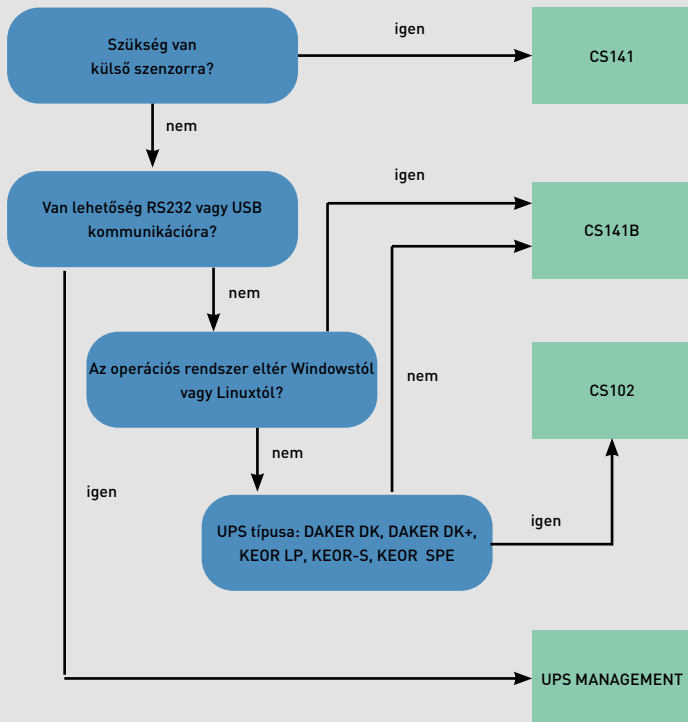 Szükség van
külső szenzorra?
igen
CS141
nem
Van lehetőség RS232 vagy USB
kommunikációra?
igen
CS141B
nem
Az operációs rendszer eltér Windowstól
vagy Linuxtól?
nem
CS102
nem
igen
UPS típusa: DAKER DK, DAKER DK+,
KEOR LP, KEOR-S, KEOR SPE
igen
UPS MANAGEMENT